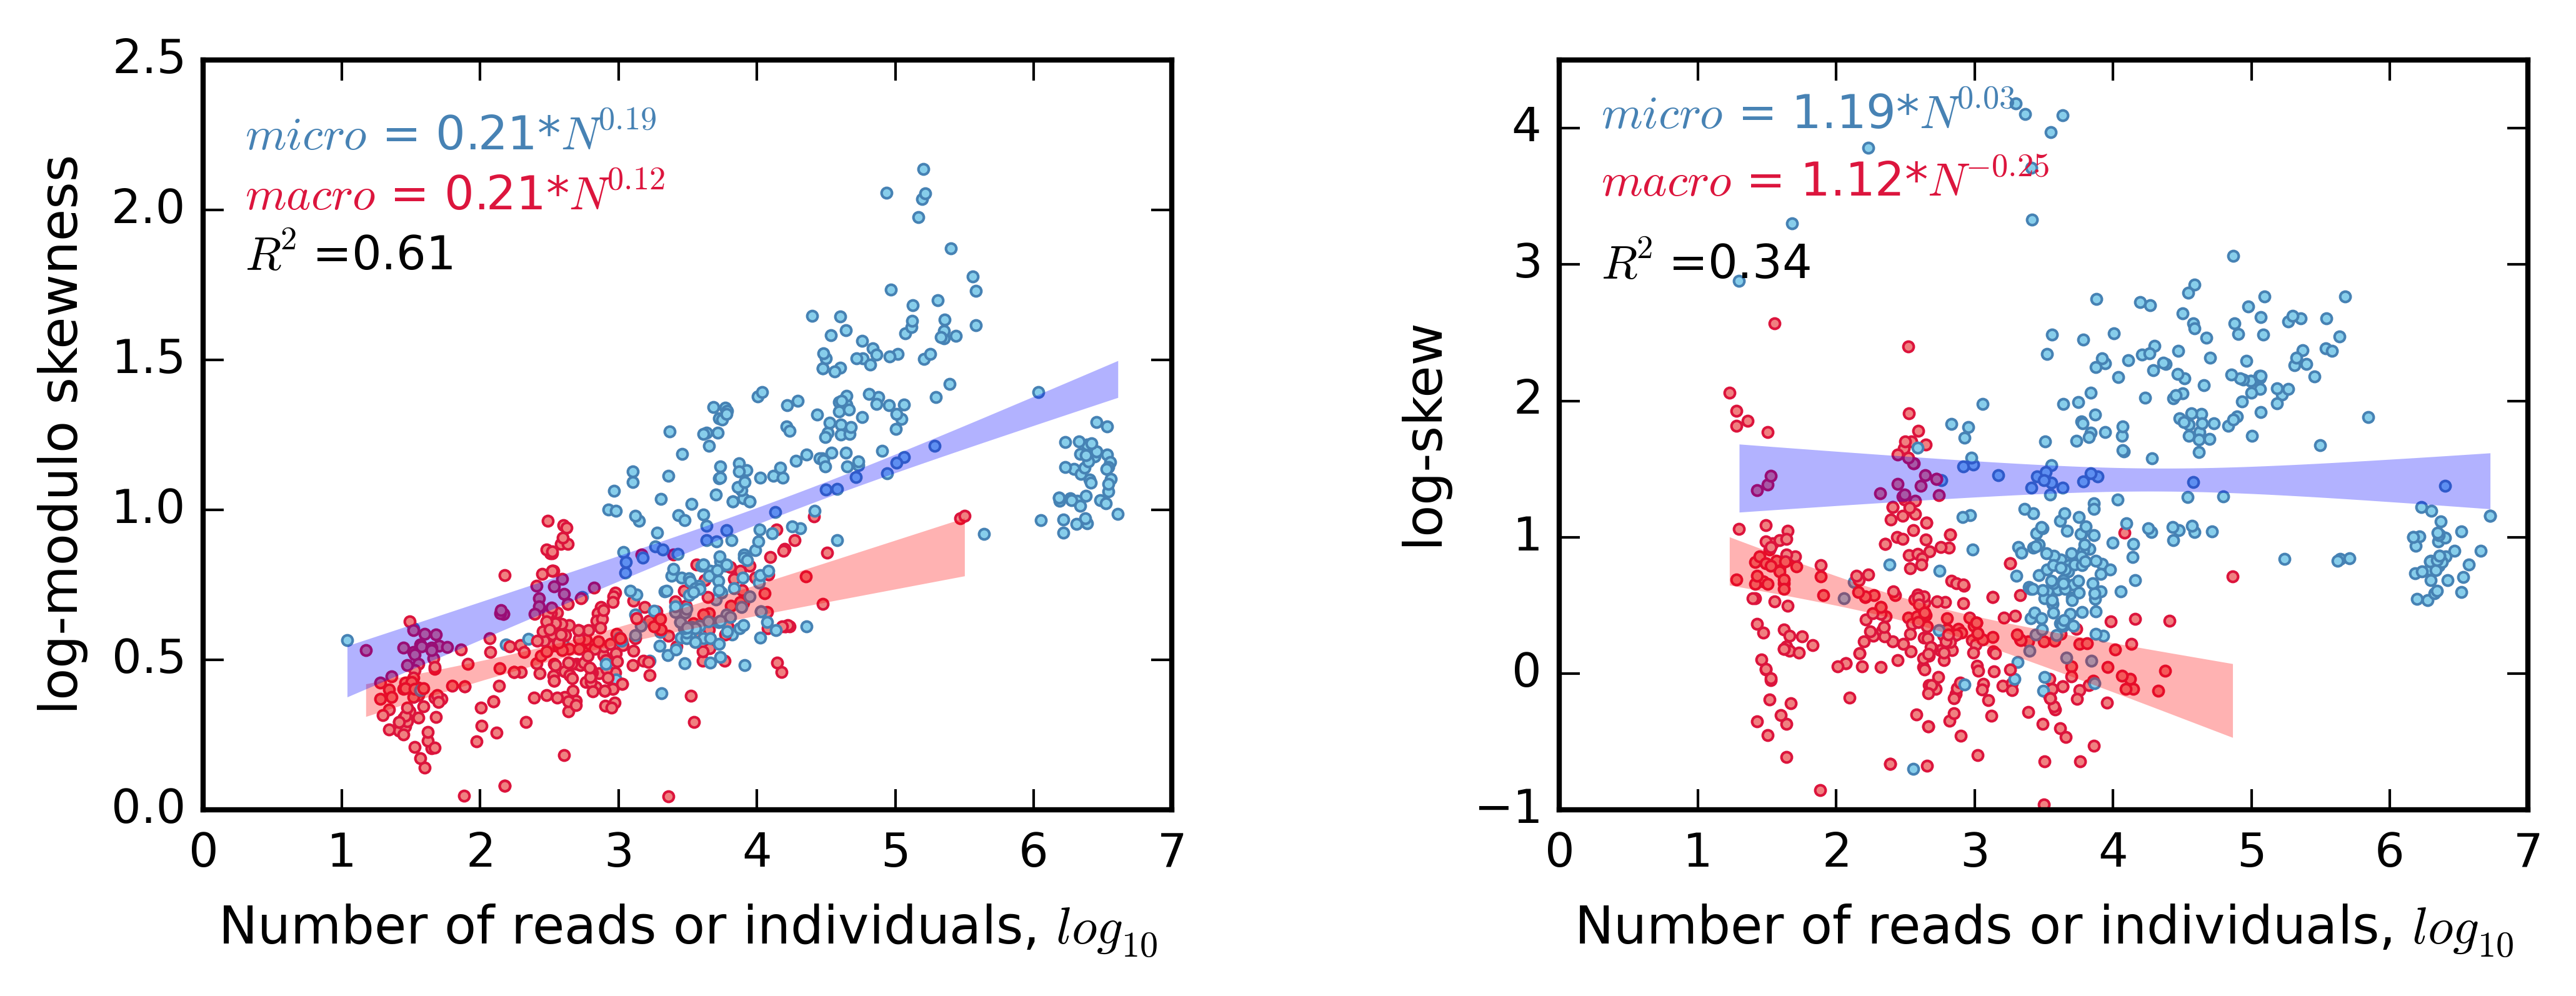 2.5
2.0
1.5
1.0
0.5
0.0
log-modulo skewness
micro = 0.21*N^0.19
macro = 0.21*N^0.12
R² =0.61
0 1 2 3 4 5 6 7
Number of reads or individuals, log₁₀
4
3
2
1
0
−1
log-skew
micro = 1.19*N^0.03
macro = 1.12*N^−0.25
R² =0.34
0 1 2 3 4 5 6 7
Number of reads or individuals, log₁₀